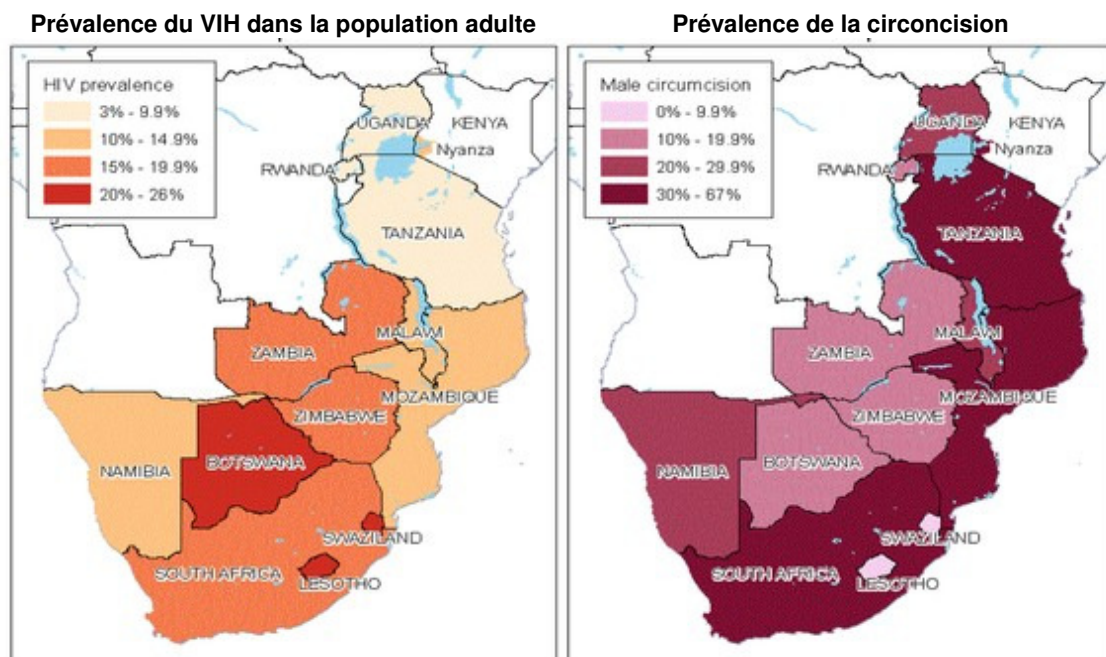 Prévalence du VIH dans la population adulte
HIV prevalence
3% - 9.9%
10% - 14.9%
15% - 19.9%
20% - 26%
UGANDA
KENYA
Nyanza
RWANDA
TANZANIA
MALAWI
ZAMBIA
MOZAMBIQUE
ZIMBABWE
NAMIBIA
BOTSWANA
SWAZILAND
SOUTH AFRICA
LESOTHO
Prévalence de la circoncision
Male circumcision
0% - 9.9%
10% - 19.9%
20% - 29.9%
30% - 67%
UGANDA
KENYA
Nyanza
RWANDA
TANZANIA
MALAWI
ZAMBIA
MOZAMBIQUE
ZIMBABWE
NAMIBIA
BOTSWANA
SWAZILAND
SOUTH AFRICA
LESOTHO